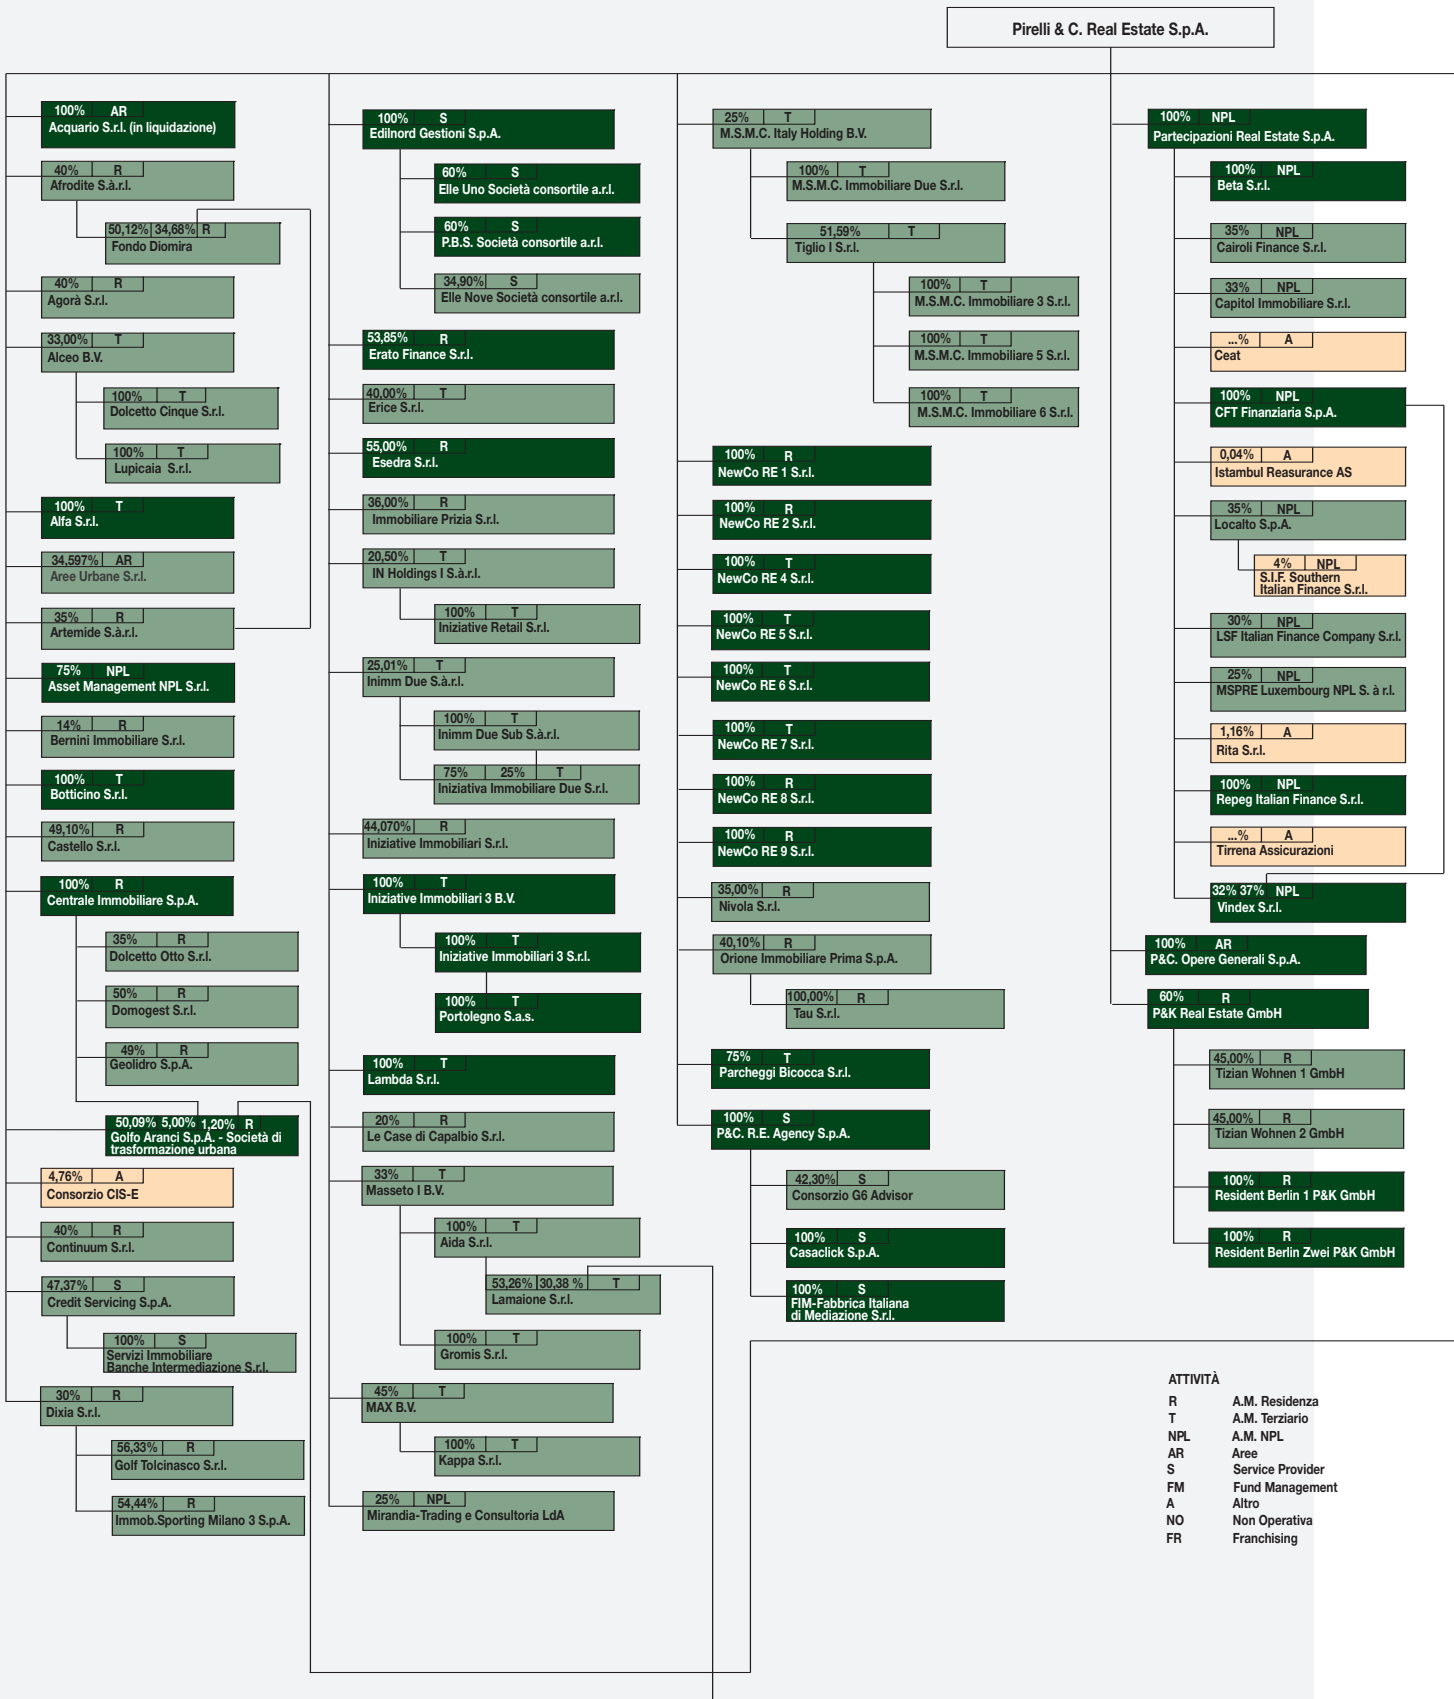 Pirelli & C. Real Estate S.p.A.
100% AR
Acquario S.r.l. (in liquidazione)
40% R
Afrodite S.à.r.l.
50,12% 34,68% R
Fondo Diomira
40% R
Agorà S.r.l.
33,00% T
Alceo B.V.
100% T
Dolcetto Cinque S.r.l.
100% T
Lupicaia S.r.l.
100% T
Alfa S.r.l.
34,597% AR
Aree Urbane S.r.l.
35% R
Artemide S.à.r.l.
75% NPL
Asset Management NPL S.r.l.
14% R
Bernini Immobiliare S.r.l.
100% T
Botticino S.r.l.
49,10% R
Castello S.r.l.
100% R
Centrale Immobiliare S.p.A.
35% R
Dolcetto Otto S.r.l.
50% R
Domogest S.r.l.
49% R
Geolidro S.p.A.
50,09% 5,00% 1,20% R
Golfo Aranci S.p.A. - Società di
trasformazione urbana
4,76% A
Consorzio CIS-E
40% R
Continuum S.r.l.
47,37% S
Credit Servicing S.p.A.
100% S
Servizi Immobiliare
Banche Intermediazione S.r.l.
30% R
Dixia S.r.l.
56,33% R
Golf Tolcinasco S.r.l.
54,44% R
Immob.Sporting Milano 3 S.p.A.
100% S
Edilnord Gestioni S.p.A.
60% S
Elle Uno Società consortile a.r.l.
60% S
P.B.S. Società consortile a.r.l.
34,90% S
Elle Nove Società consortile a.r.l.
53,85% R
Erato Finance S.r.l.
40,00% T
Erice S.r.l.
55,00% R
Esedra S.r.l.
36,00% R
Immobiliare Prizia S.r.l.
20,50% T
IN Holdings I S.à.r.l.
100% T
Iniziative Retail S.r.l.
25,01% T
Inimm Due S.à.r.l.
100% T
Inimm Due Sub S.à.r.l.
75% 25% T
Iniziativa Immobiliare Due S.r.l.
44,070% R
Iniziative Immobiliari S.r.l.
100% T
Iniziative Immobiliari 3 B.V.
100% T
Iniziative Immobiliari 3 S.r.l.
100% T
Portolegno S.a.s.
100% T
Lambda S.r.l.
20% R
Le Case di Capalbio S.r.l.
33% T
Masseto I B.V.
100% T
Aida S.r.l.
53,26% 30,38 % T
Lamaione S.r.l.
100% T
Gromis S.r.l.
45% T
MAX B.V.
100% T
Kappa S.r.l.
25% NPL
Mirandia-Trading e Consultoria LdA
25% T
M.S.M.C. Italy Holding B.V.
100% T
M.S.M.C. Immobiliare Due S.r.l.
51,59% T
Tiglio I S.r.l.
100% T
M.S.M.C. Immobiliare 3 S.r.l.
100% T
M.S.M.C. Immobiliare 5 S.r.l.
100% T
M.S.M.C. Immobiliare 6 S.r.l.
100% R
NewCo RE 1 S.r.l.
100% R
NewCo RE 2 S.r.l.
100% T
NewCo RE 4 S.r.l.
100% T
NewCo RE 5 S.r.l.
100% T
NewCo RE 6 S.r.l.
100% T
NewCo RE 7 S.r.l.
100% R
NewCo RE 8 S.r.l.
100% R
NewCo RE 9 S.r.l.
35,00% R
Nivola S.r.l.
40,10% R
Orione Immobiliare Prima S.p.A.
100,00% R
Tau S.r.l.
75% T
Parcheggi Bicocca S.r.l.
100% S
P&C. R.E. Agency S.p.A.
42,30% S
Consorzio G6 Advisor
100% S
Casaclick S.p.A.
100% S
FIM-Fabbrica Italiana
di Mediazione S.r.l.
100% NPL
Partecipazioni Real Estate S.p.A.
100% NPL
Beta S.r.l.
35% NPL
Cairoli Finance S.r.l.
33% NPL
Capitol Immobiliare S.r.l.
...% A
Ceat
100% NPL
CFT Finanziaria S.p.A.
0,04% A
Istambul Reasurance AS
35% NPL
Localto S.p.A.
4% NPL
S.I.F. Southern
Italian Finance S.r.l.
30% NPL
LSF Italian Finance Company S.r.l.
25% NPL
MSPRE Luxembourg NPL S. à r.l.
1,16% A
Rita S.r.l.
100% NPL
Repeg Italian Finance S.r.l.
...% A
Tirrena Assicurazioni
32% 37% NPL
Vindex S.r.l.
100% AR
P&C. Opere Generali S.p.A.
60% R
P&K Real Estate GmbH
45,00% R
Tizian Wohnen 1 GmbH
45,00% R
Tizian Wohnen 2 GmbH
100% R
Resident Berlin 1 P&K GmbH
100% R
Resident Berlin Zwei P&K GmbH
ATTIVITÀ
R A.M. Residenza
T A.M. Terziario
NPL A.M. NPL
AR Aree
S Service Provider
FM Fund Management
A Altro
NO Non Operativa
FR Franchising